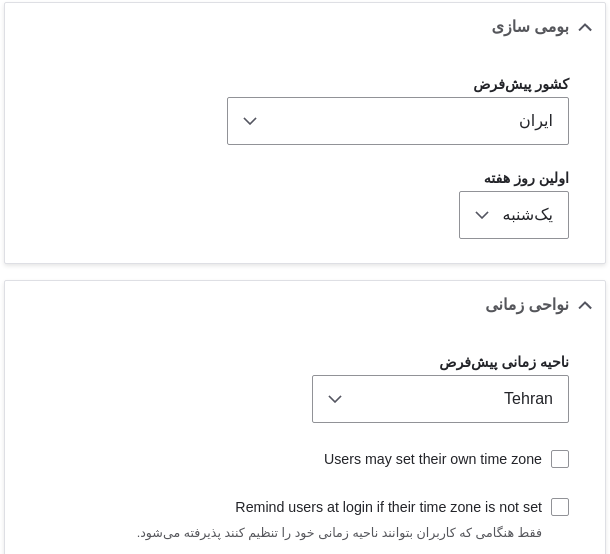 بومی سازی
کشور پیش‌فرض
ایران
اولین روز هفته
یک‌شنبه
نواحی زمانی
ناحیه زمانی پیش‌فرض
Tehran
Users may set their own time zone
Remind users at login if their time zone is not set
فقط هنگامی که کاربران بتوانند ناحیه زمانی خود را تنظیم کنند پذیرفته می‌شود.